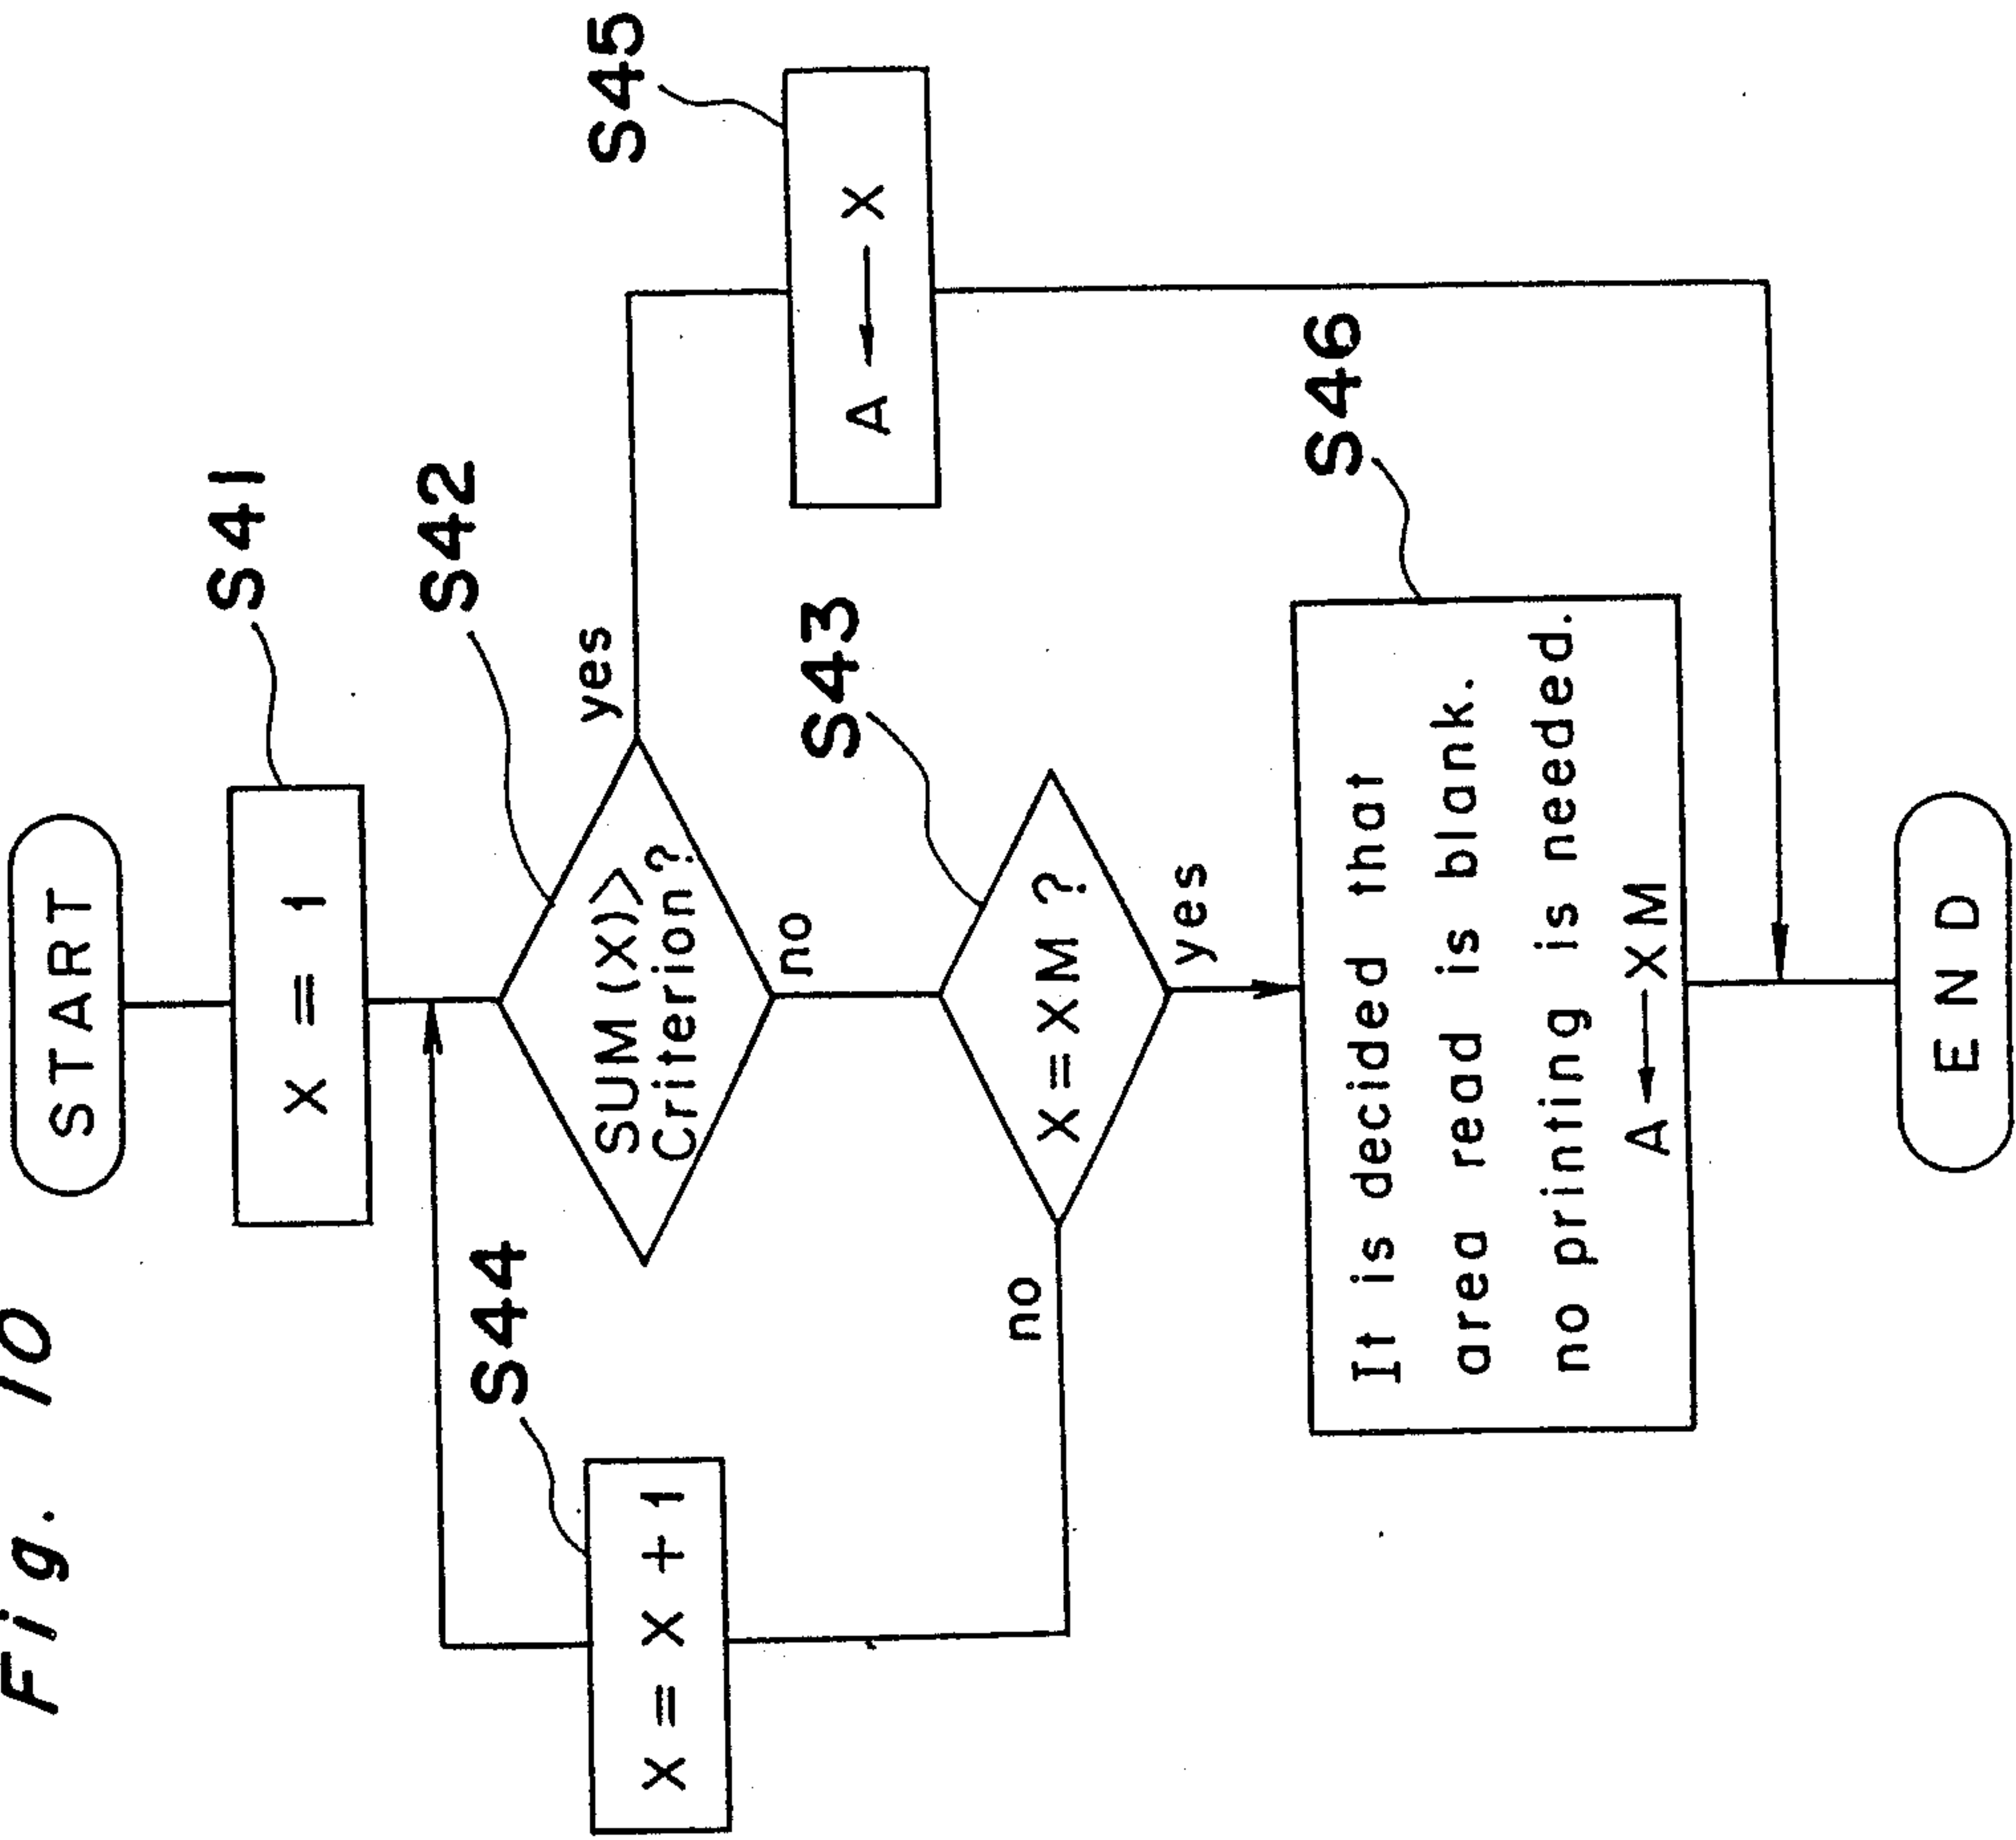 Fig. 10
START
S41
X = 1
S42
SUM(X)>
Criterion?
yes
no
S45
A ← X
S43
X = XM ?
no
yes
S44
X = X + 1
S46
It is decided that
area read is blank.
no printing is needed.
A ← XM
END